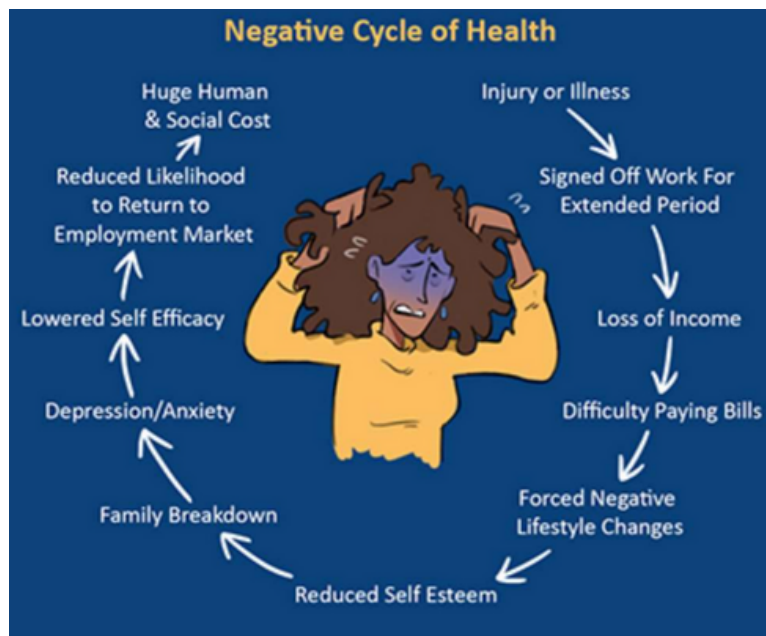 Negative Cycle of Health
Injury or Illness
Signed Off Work For
Extended Period
Loss of Income
Difficulty Paying Bills
Forced Negative
Lifestyle Changes
Reduced Self Esteem
Family Breakdown
Depression/Anxiety
Lowered Self Efficacy
Reduced Likelihood
to Return to
Employment Market
Huge Human
& Social Cost